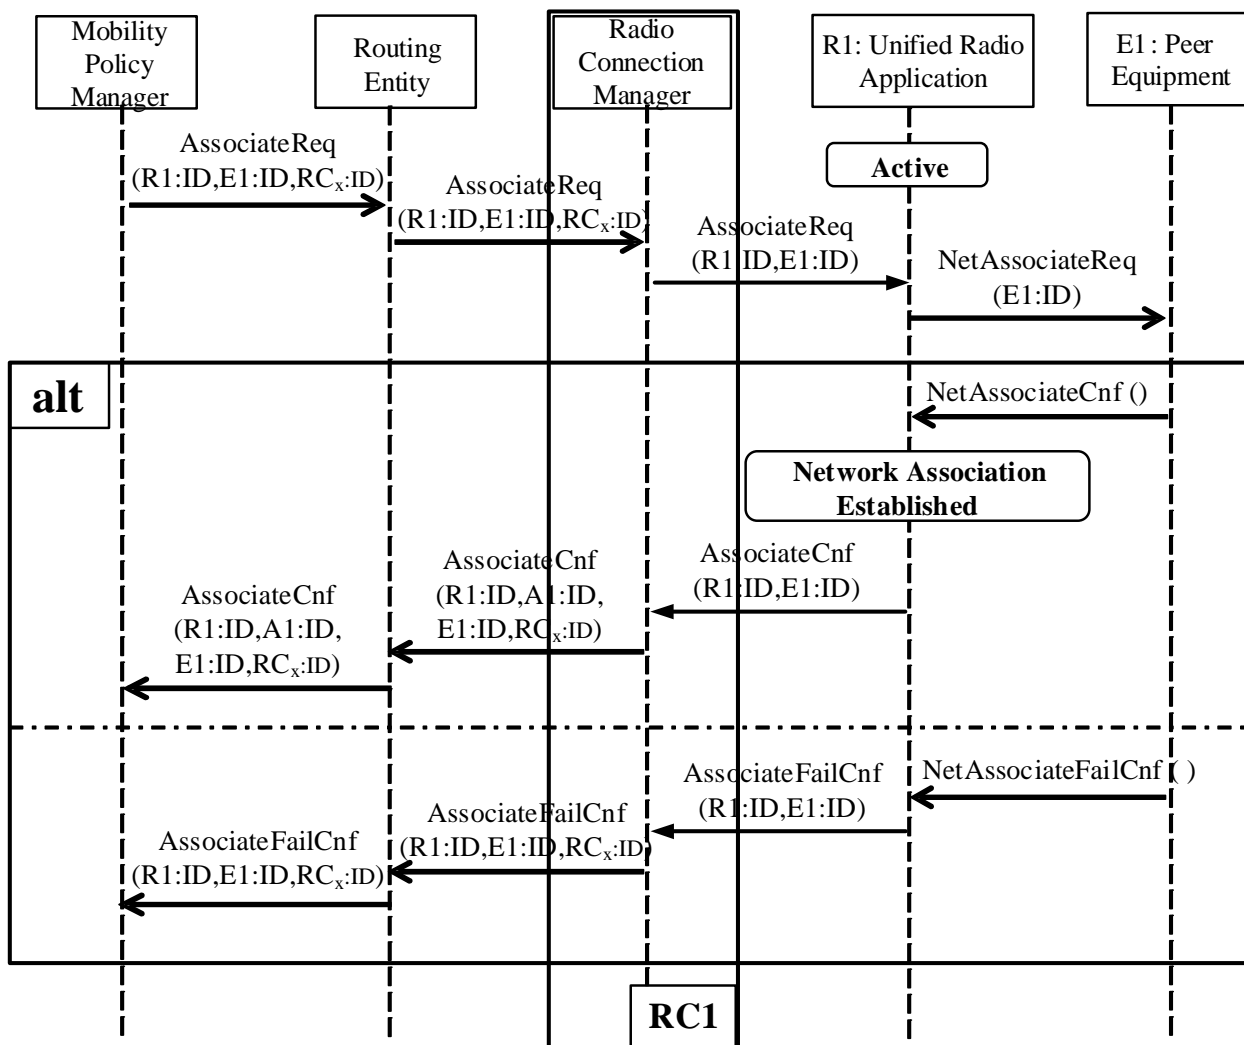 Mobility
Policy
Manager
Routing
Entity
Radio
Connection
Manager
R1: Unified Radio
Application
E1: Peer
Equipment
Active
AssociateReq
(R1:ID,E1:ID,RCx:ID)
AssociateReq
(R1:ID,E1:ID,RCx:ID)
AssociateReq
(R1:ID,E1:ID)
NetAssociateReq
(E1:ID)
alt
NetAssociateCnf ()
Network Association
Established
AssociateCnf
(R1:ID,E1:ID)
AssociateCnf
(R1:ID,A1:ID,
E1:ID,RCx:ID)
AssociateCnf
(R1:ID,A1:ID,
E1:ID,RCx:ID)
NetAssociateFailCnf ( )
AssociateFailCnf
(R1:ID,E1:ID)
AssociateFailCnf
(R1:ID,E1:ID,RCx:ID)
AssociateFailCnf
(R1:ID,E1:ID,RCx:ID)
RC1